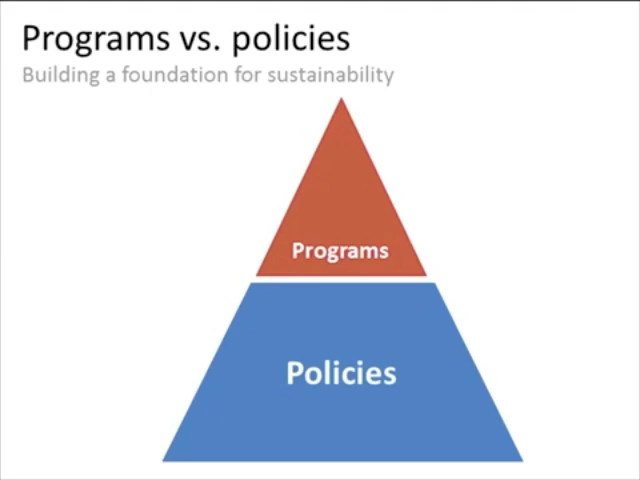 Programs vs. policies
Building a foundation for sustainability
Programs
Policies